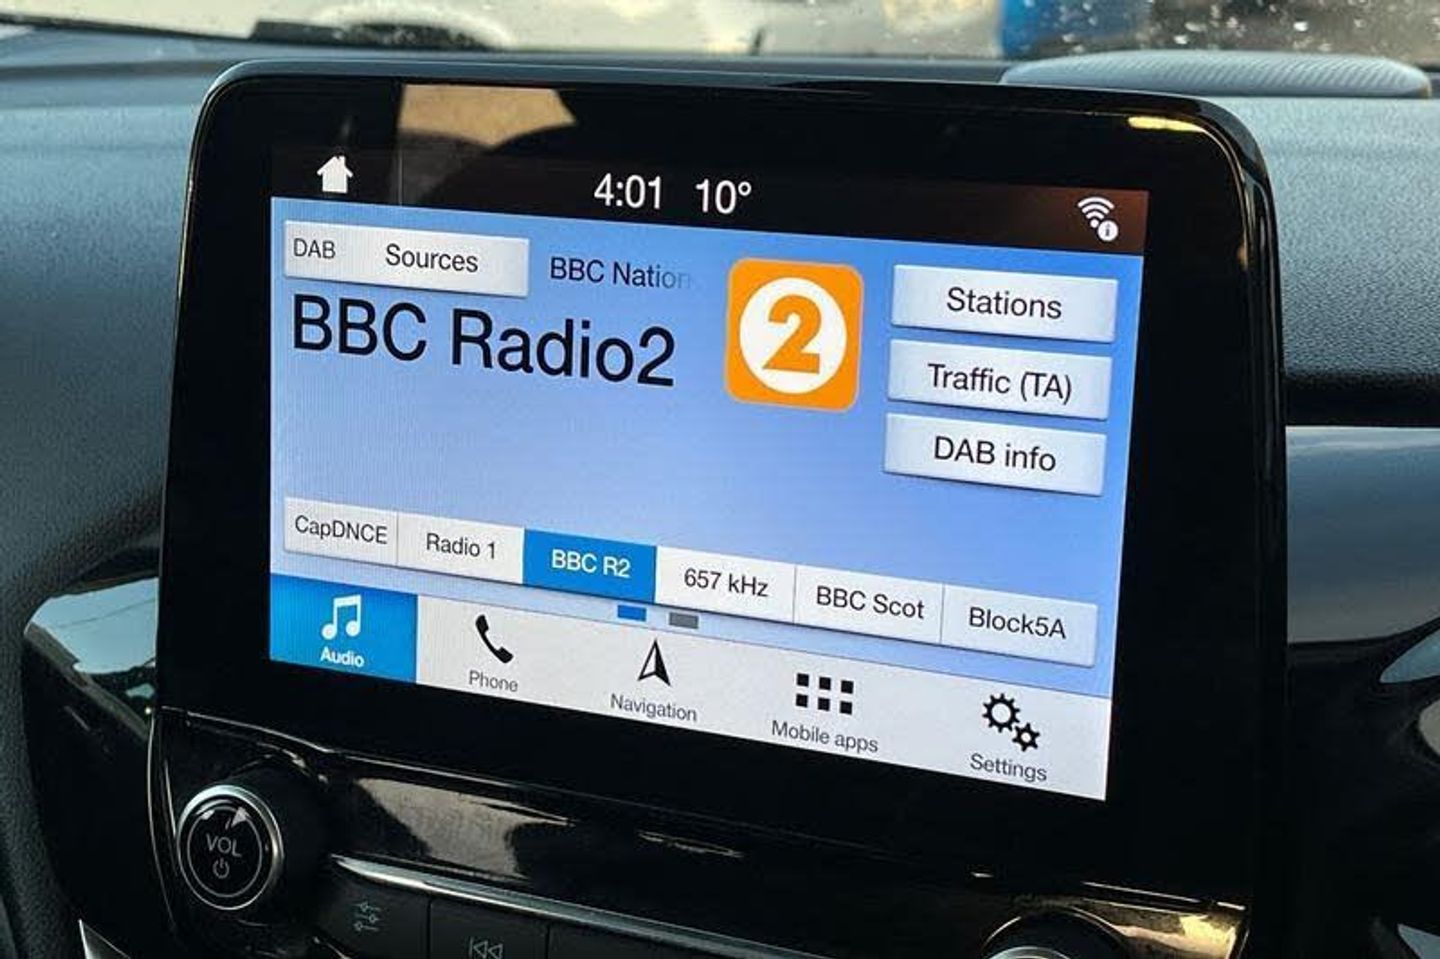 4:01 10°
DAB Sources
BBC Nation
BBC Radio2
2
Stations
Traffic (TA)
DAB info
CapDNCE
Radio 1
BBC R2
657 kHz
BBC Scot
Block5A
Audio
Phone
Navigation
Mobile apps
Settings
VOL